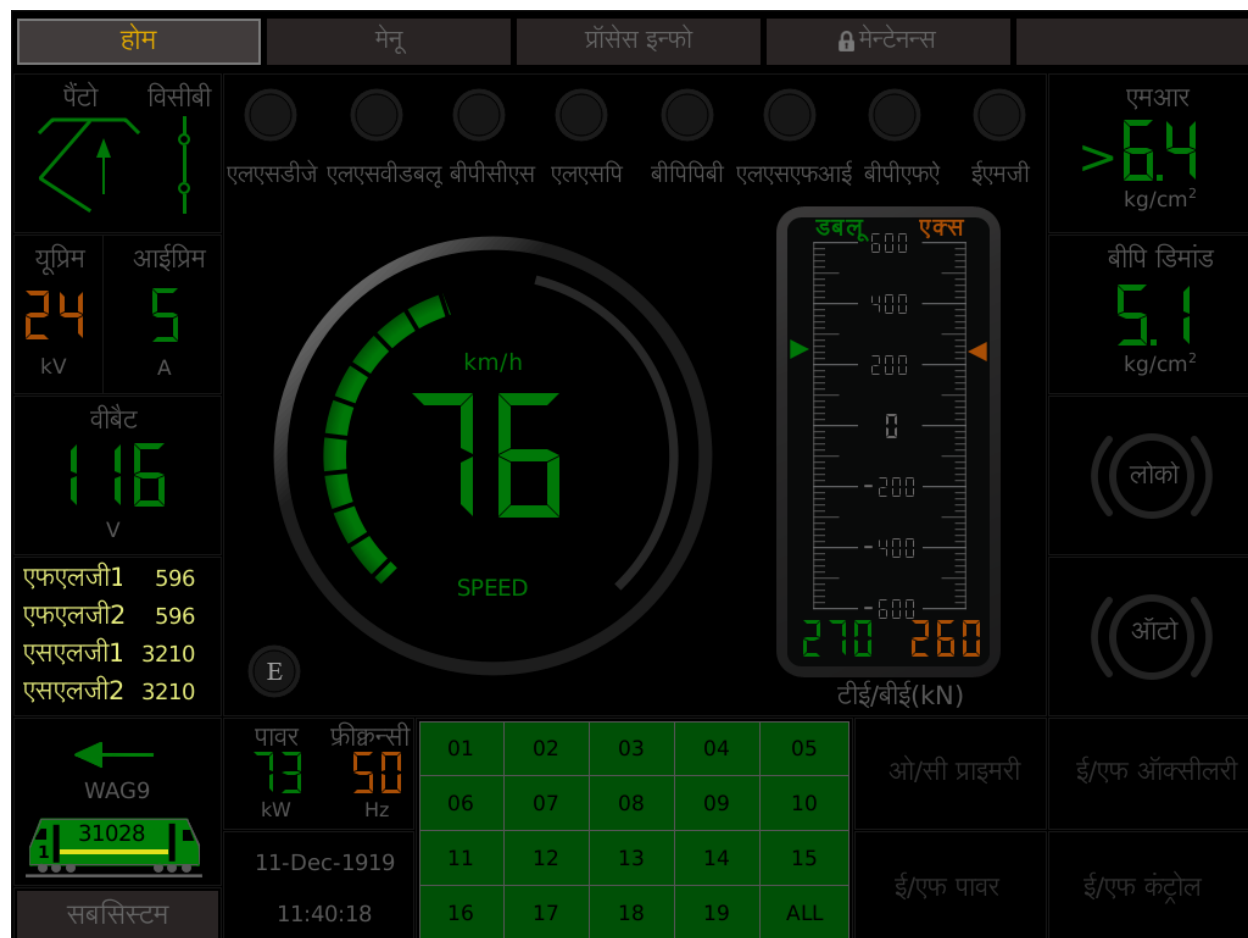 होम मेनू प्रॉसेस इन्फो मेन्टेनन्स
पैंटो विसीबी
एलएसडीजे एलएसवीडबलू बीपीसीएस एलएसपि बीपिपिबी एलएसएफआई बीपीएफऐ ईएमजी
एमआर
>6.4
kg/cm²
यूप्रिम आईप्रिम
24 5
kV A
बीपि डिमांड
5.1
kg/cm²
वीबैट
116
V
km/h
76
SPEED
डबलू एक्स
600
400
200
0
-200
-400
-600
270 260
टीई/बीई(kN)
लोको
ऑटो
एफएलजी1 596
एफएलजी2 596
एसएलजी1 3210
एसएलजी2 3210
E
WAG9
31028
1
सबसिस्टम
पावर फ्रीक्वन्सी
73 50
kW Hz
11-Dec-1919
11:40:18
01 02 03 04 05
06 07 08 09 10
11 12 13 14 15
16 17 18 19 ALL
ओ/सी प्राइमरी ई/एफ ऑक्सीलरी
ई/एफ पावर ई/एफ कंट्रोल